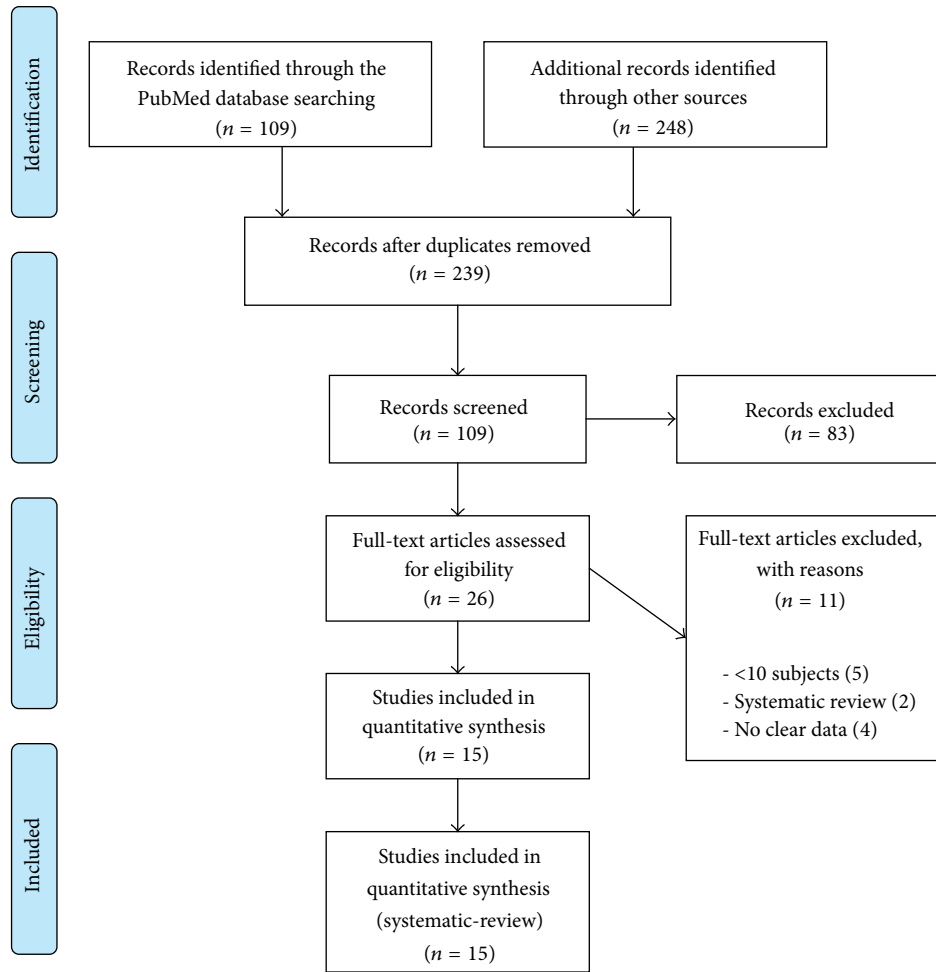 Identification
Records identified through the
PubMed database searching
(n = 109)
Additional records identified
through other sources
(n = 248)
Records after duplicates removed
(n = 239)
Screening
Records screened
(n = 109)
Records excluded
(n = 83)
Eligibility
Full-text articles assessed
for eligibility
(n = 26)
Full-text articles excluded,
with reasons
(n = 11)
- <10 subjects (5)
- Systematic review (2)
- No clear data (4)
Studies included in
quantitative synthesis
(n = 15)
Included
Studies included in
quantitative synthesis
(systematic-review)
(n = 15)